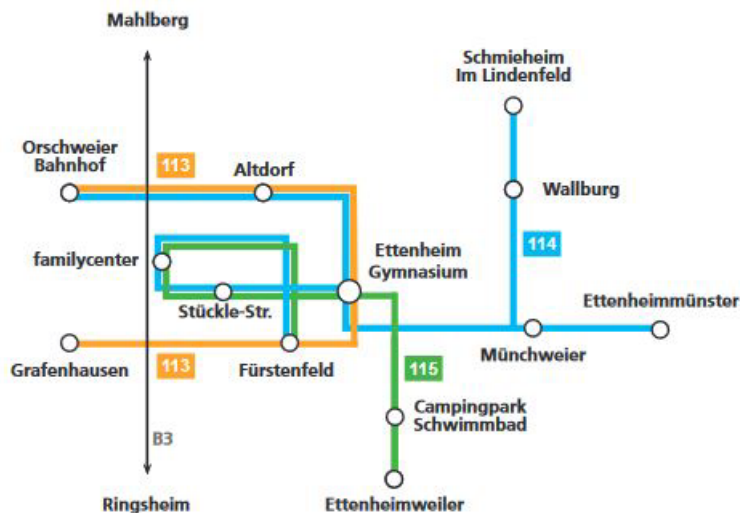 Mahlberg
Schmieheim
Im Lindenfeld
Orschweier
Bahnhof
113
Altdorf
Wallburg
familycenter
Ettenheim
Gymnasium
114
Stückle-Str.
Ettenheimmünster
Grafenhausen
113
Fürstenfeld
Münchweier
115
Campingpark
Schwimmbad
B3
Ringsheim
Ettenheimweiler